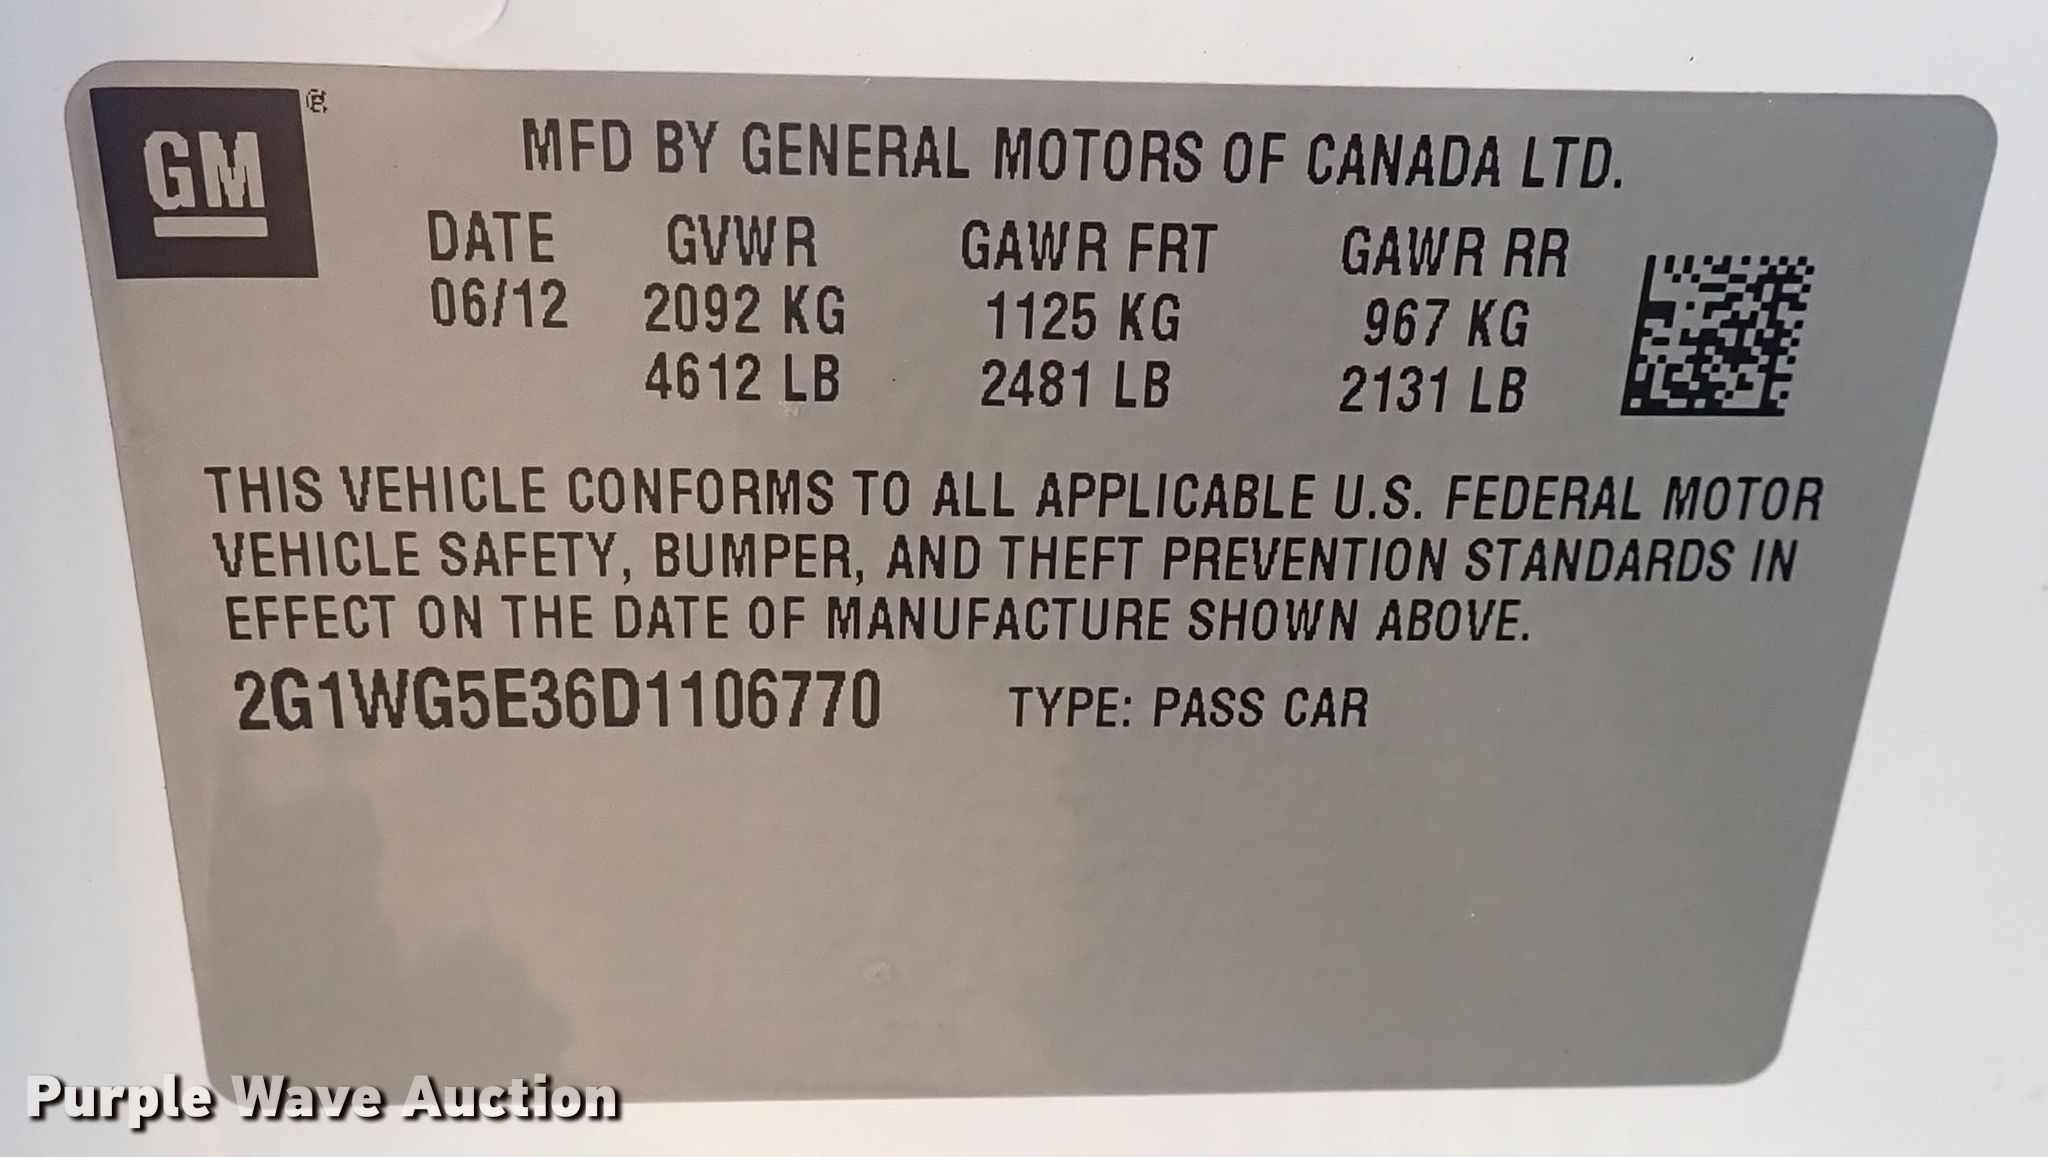 GM ®
MFD BY GENERAL MOTORS OF CANADA LTD.
DATE GVWR GAWR FRT GAWR RR
06/12 2092 KG 1125 KG 967 KG
4612 LB 2481 LB 2131 LB
THIS VEHICLE CONFORMS TO ALL APPLICABLE U.S. FEDERAL MOTOR
VEHICLE SAFETY, BUMPER, AND THEFT PREVENTION STANDARDS IN
EFFECT ON THE DATE OF MANUFACTURE SHOWN ABOVE.
2G1WG5E36D1106770 TYPE: PASS CAR
Purple Wave Auction